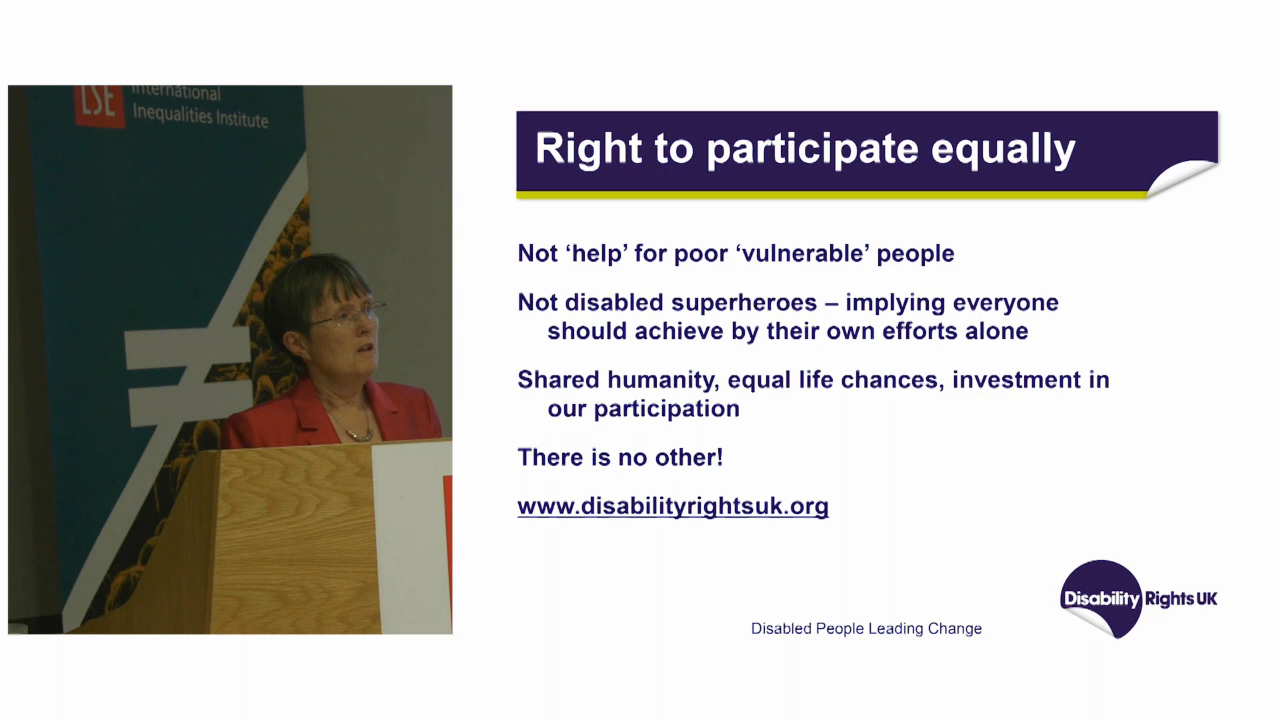 LSE
International
Inequalities Institute
Right to participate equally
Not ‘help’ for poor ‘vulnerable’ people
Not disabled superheroes – implying everyone
should achieve by their own efforts alone
Shared humanity, equal life chances, investment in
our participation
There is no other!
www.disabilityrightsuk.org
Disability Rights UK
Disabled People Leading Change